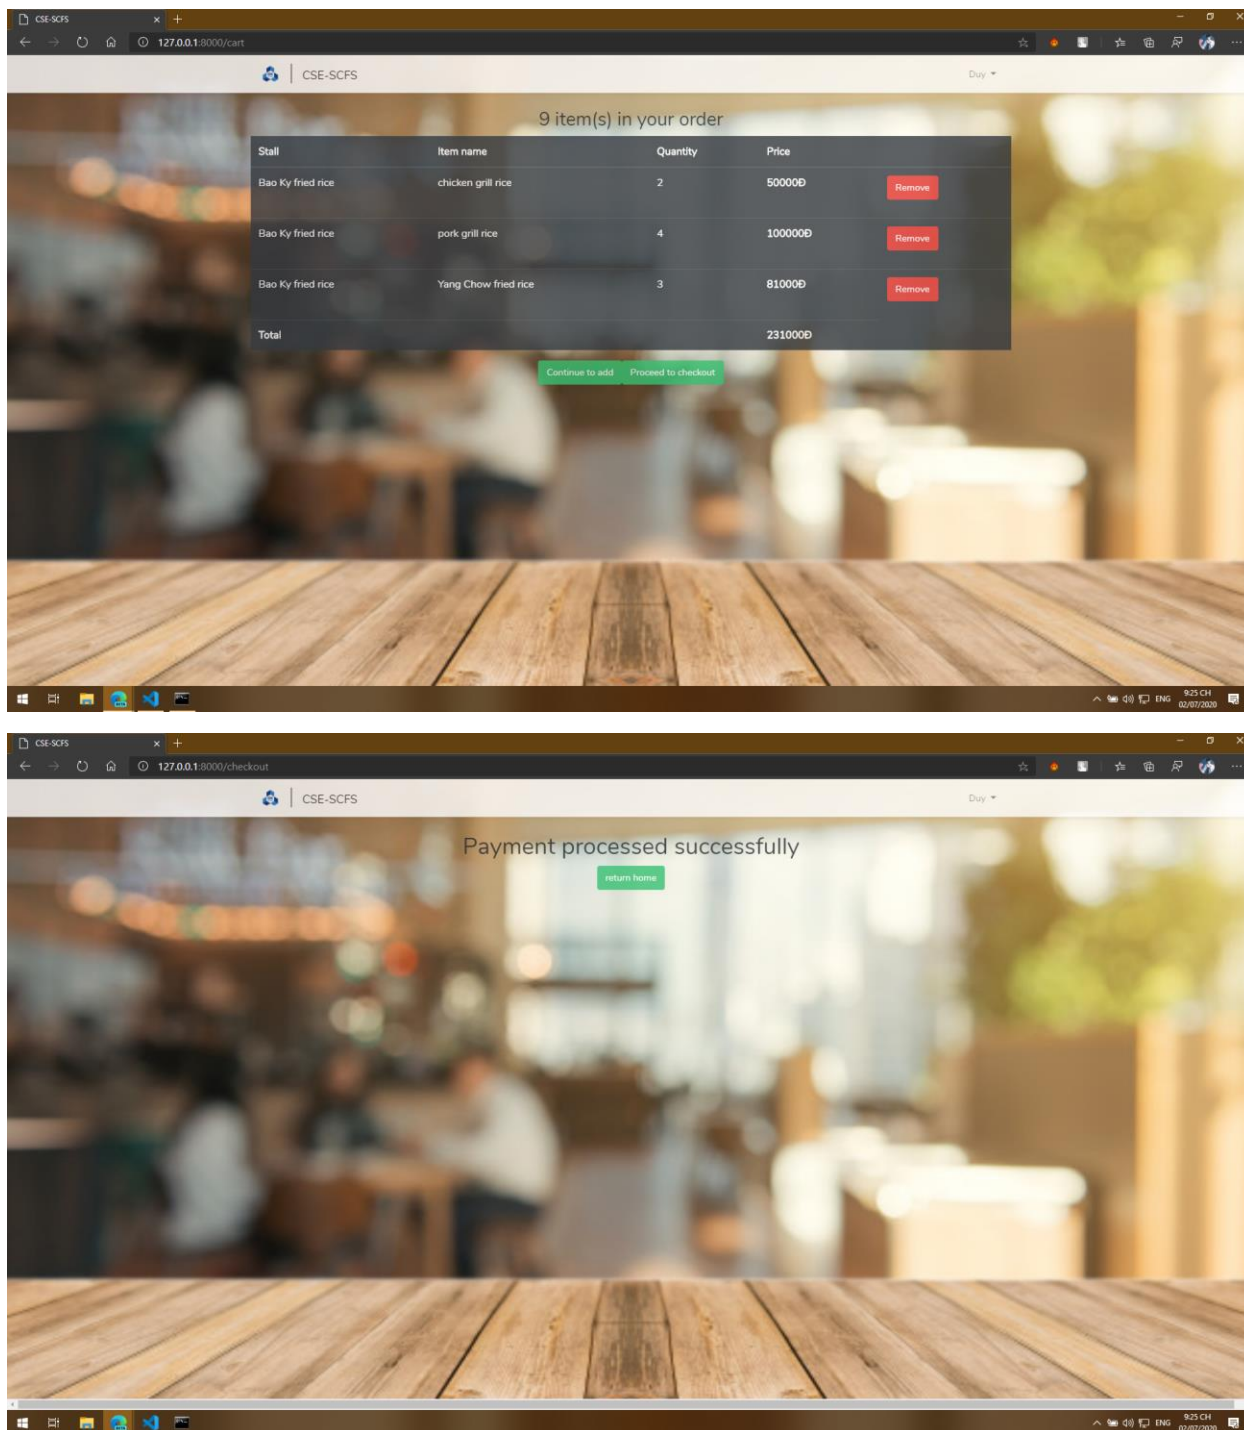 CSE-SCFS
127.0.0.1:8000/cart
CSE-SCFS
Duy
9 item(s) in your order
Stall Item name Quantity Price
Bao Ky fried rice chicken grill rice 2 50000Đ Remove
Bao Ky fried rice pork grill rice 4 100000Đ Remove
Bao Ky fried rice Yang Chow fried rice 3 81000Đ Remove
Total 231000Đ
Continue to add Proceed to checkout
ENG 9:25 CH
02/07/2020
CSE-SCFS
127.0.0.1:8000/checkout
CSE-SCFS
Duy
Payment processed successfully
return home
ENG 9:25 CH
02/07/2020